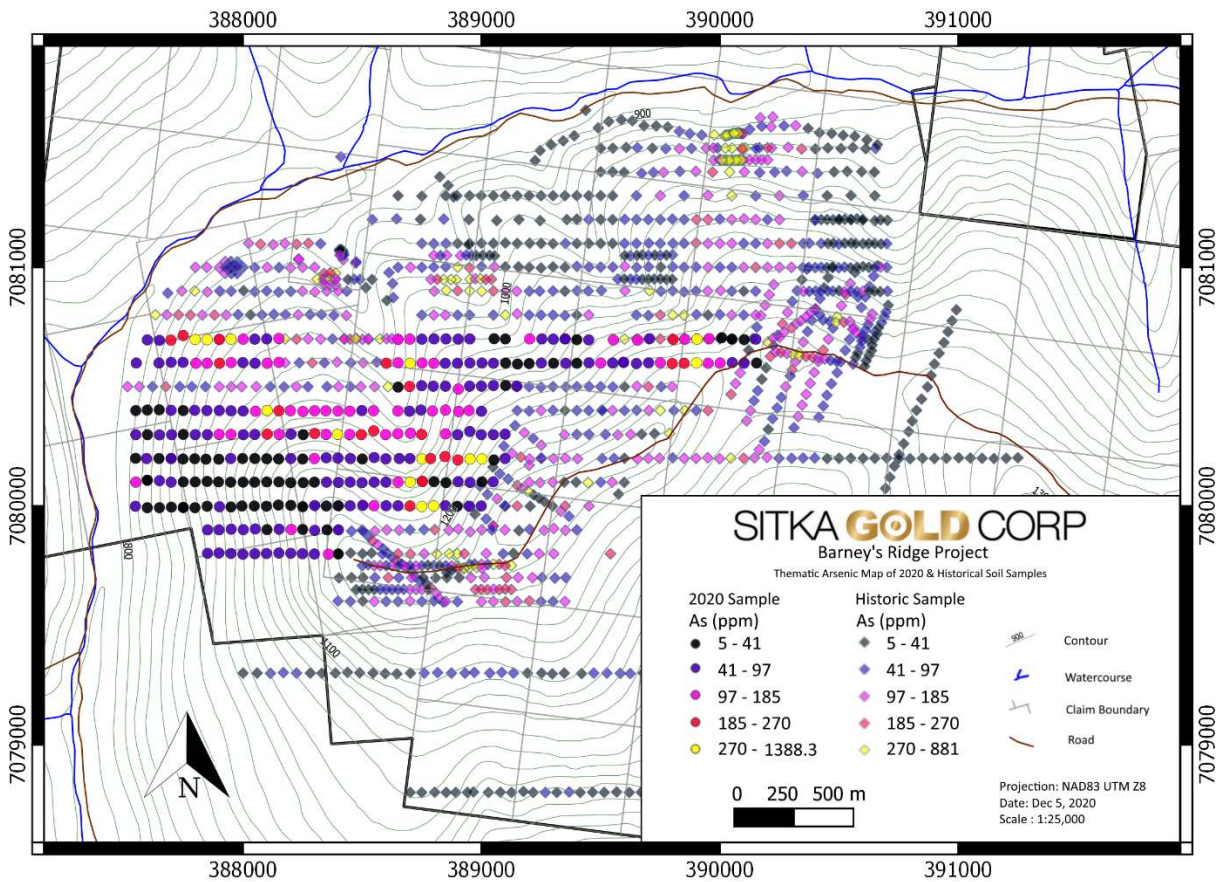 388000 389000 390000 391000
7081000
7081000
7080000
7080000
7079000
7079000
900
1000
800
1200
1100
SITKA GOLD CORP
Barney's Ridge Project
Thematic Arsenic Map of 2020 & Historical Soil Samples
2020 Sample Historic Sample
As (ppm) As (ppm)
5 - 41 5 - 41 900 Contour
41 - 97 41 - 97 Watercourse
97 - 185 97 - 185 Claim Boundary
185 - 270 185 - 270 Road
270 - 1388.3 270 - 881
N
0 250 500 m
Projection: NAD83 UTM Z8
Date: Dec 5, 2020
Scale : 1:25,000
388000 389000 390000 391000